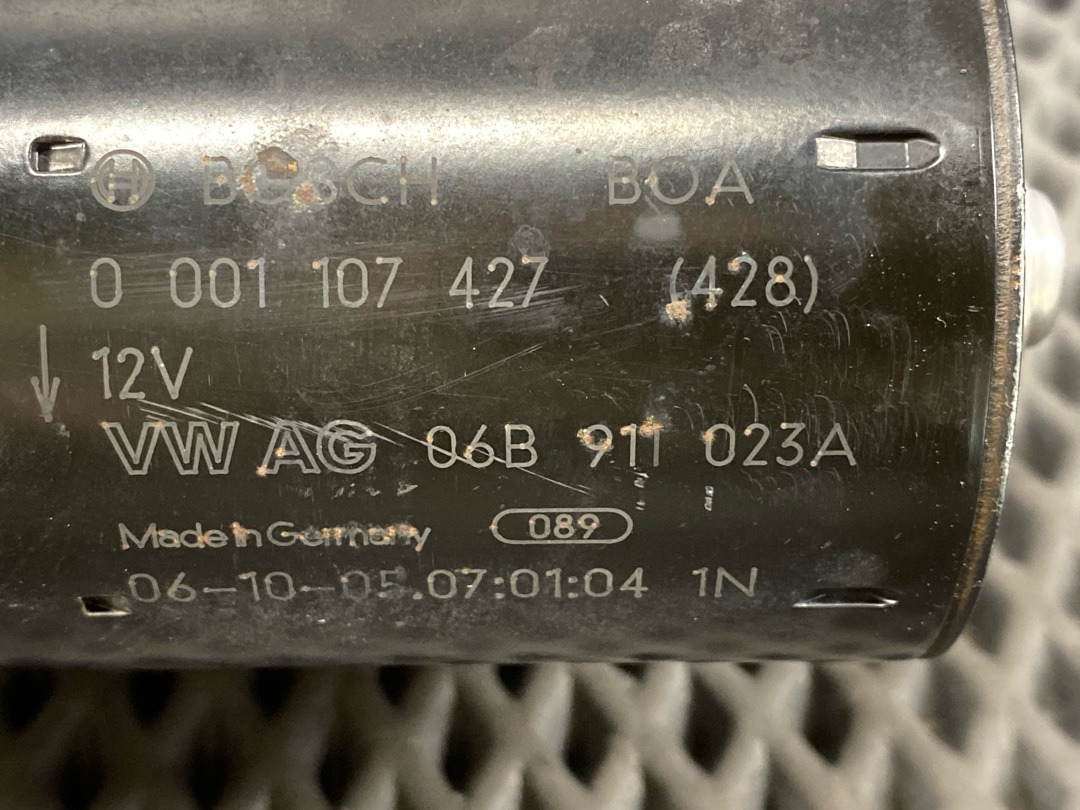 BOSCH BOA
0 001 107 427 (428)
12V
VW AG 06B 911 023A
Made in Germany 089
06-10-05.07:01:04 1N